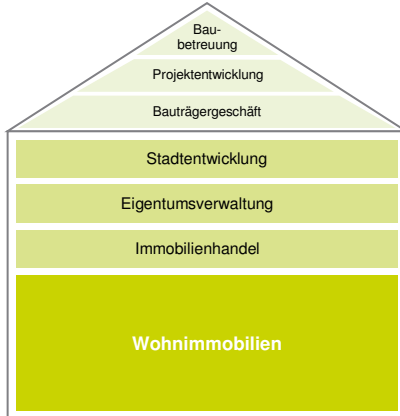 Bau-
betreuung
Projektentwicklung
Bauträgergeschäft
Stadtentwicklung
Eigentumsverwaltung
Immobilienhandel
Wohnimmobilien